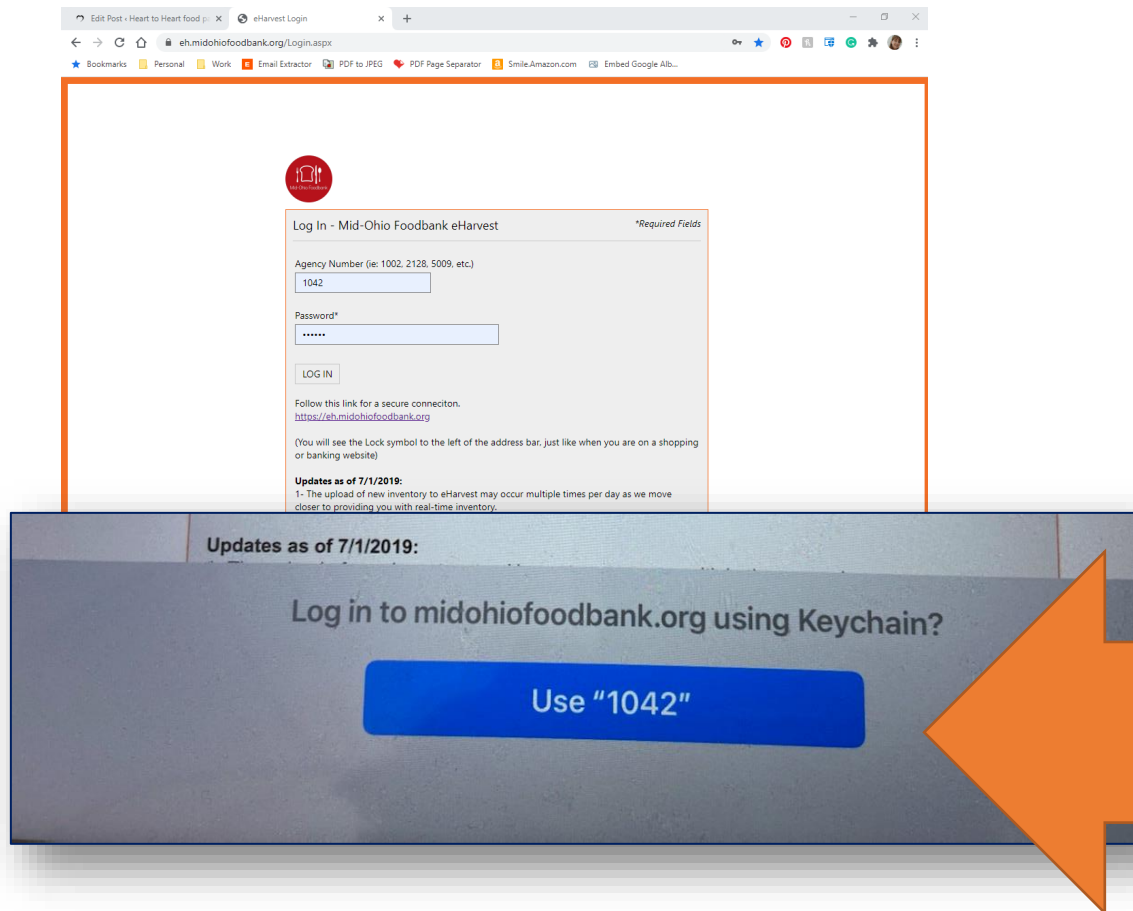 Edit Post ‹ Heart to Heart food p
eHarvest Login
eh.midohiofoodbank.org/Login.aspx
Bookmarks Personal Work Email Extractor PDF to JPEG PDF Page Separator Smile.Amazon.com Embed Google Alb...
Mid-Ohio Foodbank
Log In - Mid-Ohio Foodbank eHarvest *Required Fields
Agency Number (ie: 1002, 2128, 5009, etc.)
1042
Password*
••••••
LOG IN
Follow this link for a secure conneciton.
https://eh.midohiofoodbank.org
(You will see the Lock symbol to the left of the address bar, just like when you are on a shopping
or banking website)
Updates as of 7/1/2019:
1- The upload of new inventory to eHarvest may occur multiple times per day as we move
closer to providing you with real-time inventory.
Updates as of 7/1/2019:
Log in to midohiofoodbank.org using Keychain?
Use “1042”